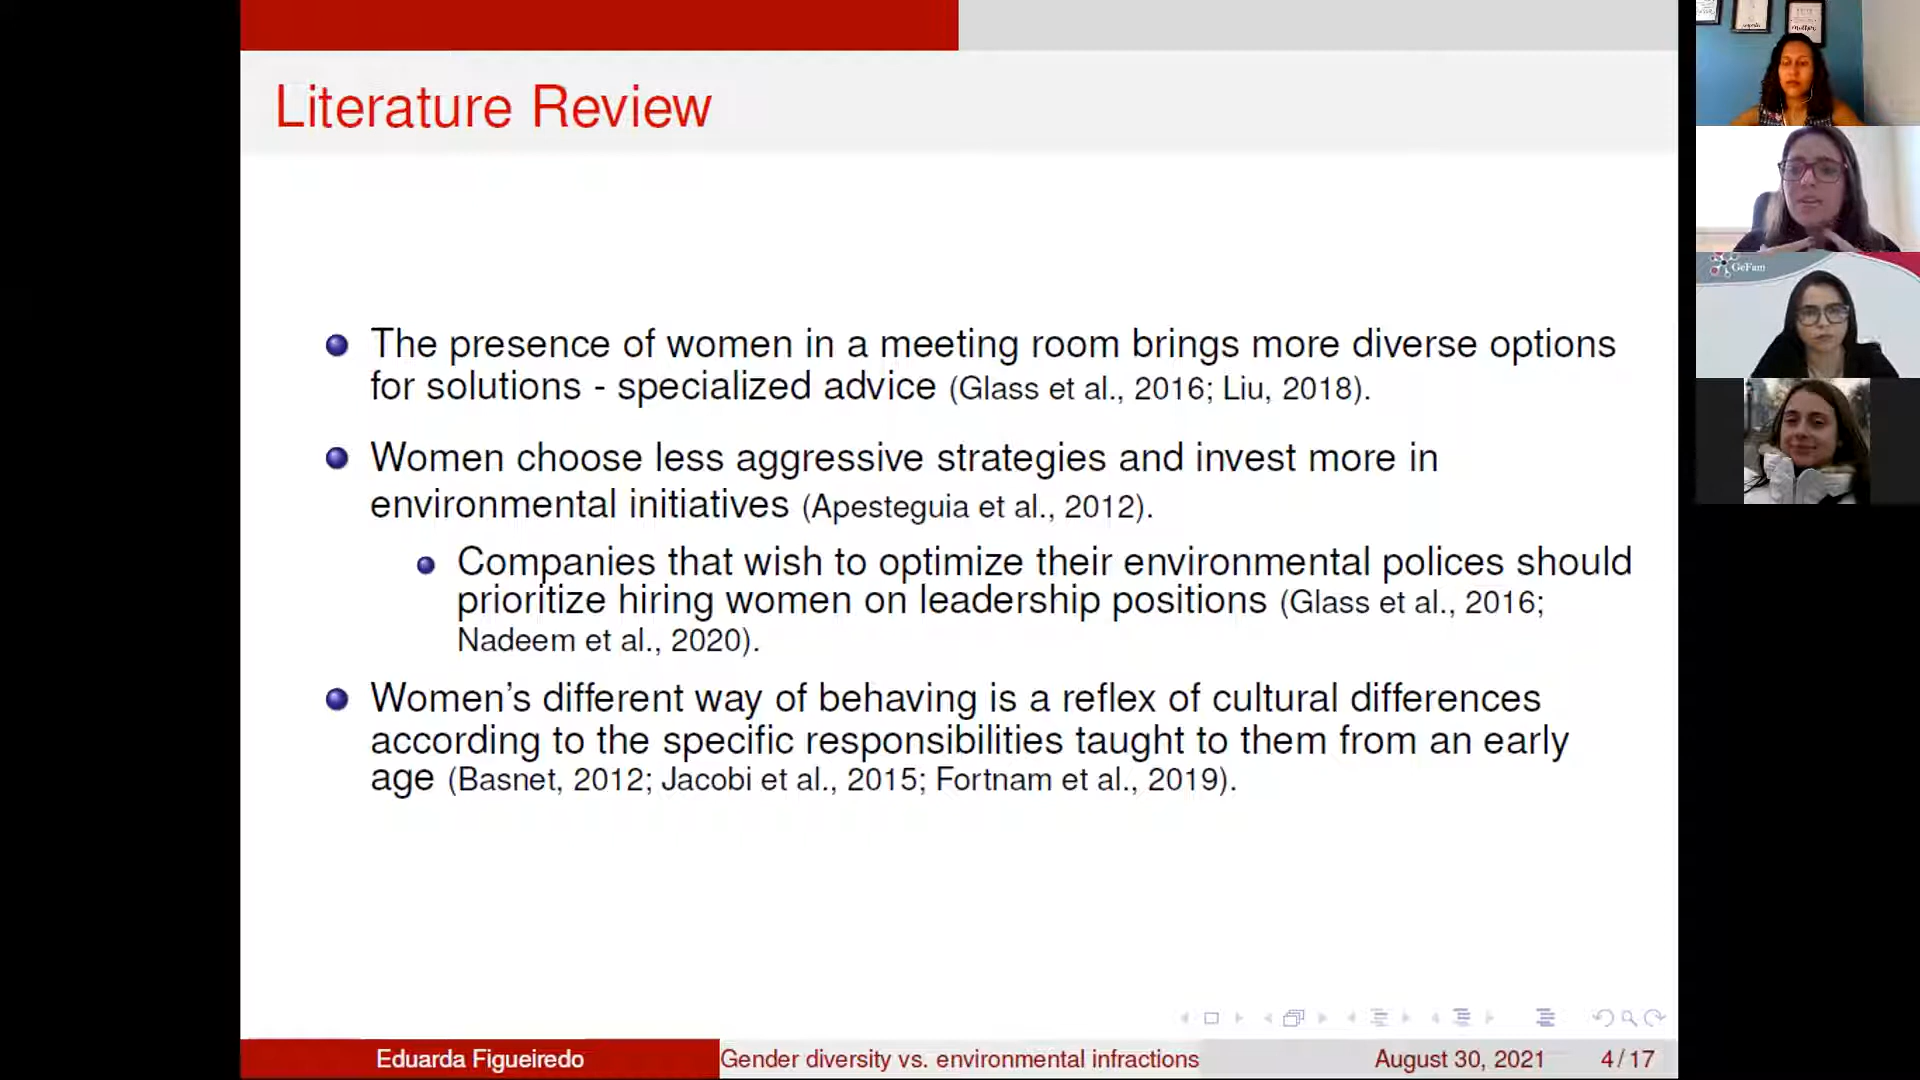 Literature Review
The presence of women in a meeting room brings more diverse options
for solutions - specialized advice (Glass et al., 2016; Liu, 2018).
Women choose less aggressive strategies and invest more in
environmental initiatives (Apesteguia et al., 2012).
Companies that wish to optimize their environmental polices should
prioritize hiring women on leadership positions (Glass et al., 2016;
Nadeem et al., 2020).
Women's different way of behaving is a reflex of cultural differences
according to the specific responsibilities taught to them from an early
age (Basnet, 2012; Jacobi et al., 2015; Fortnam et al., 2019).
Eduarda Figueiredo
Gender diversity vs. environmental infractions
August 30, 2021
4/17
GeFam